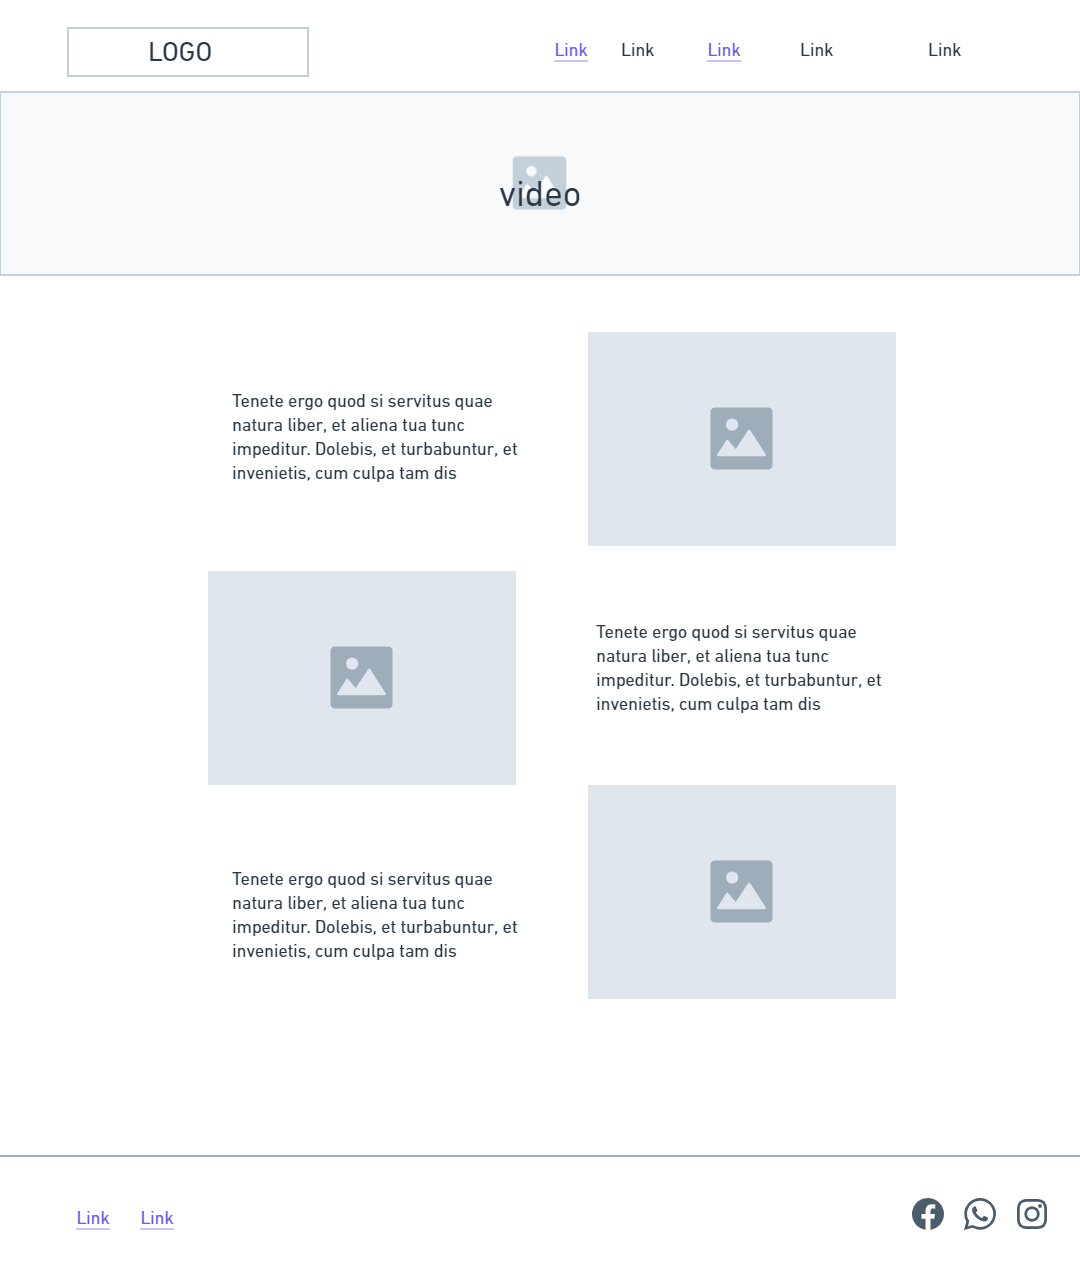 LOGO
Link Link Link Link Link
video
Tenete ergo quod si servitus quae
natura liber, et aliena tua tunc
impeditur. Dolebis, et turbabuntur, et
invenietis, cum culpa tam dis
Tenete ergo quod si servitus quae
natura liber, et aliena tua tunc
impeditur. Dolebis, et turbabuntur, et
invenietis, cum culpa tam dis
Tenete ergo quod si servitus quae
natura liber, et aliena tua tunc
impeditur. Dolebis, et turbabuntur, et
invenietis, cum culpa tam dis
Link Link